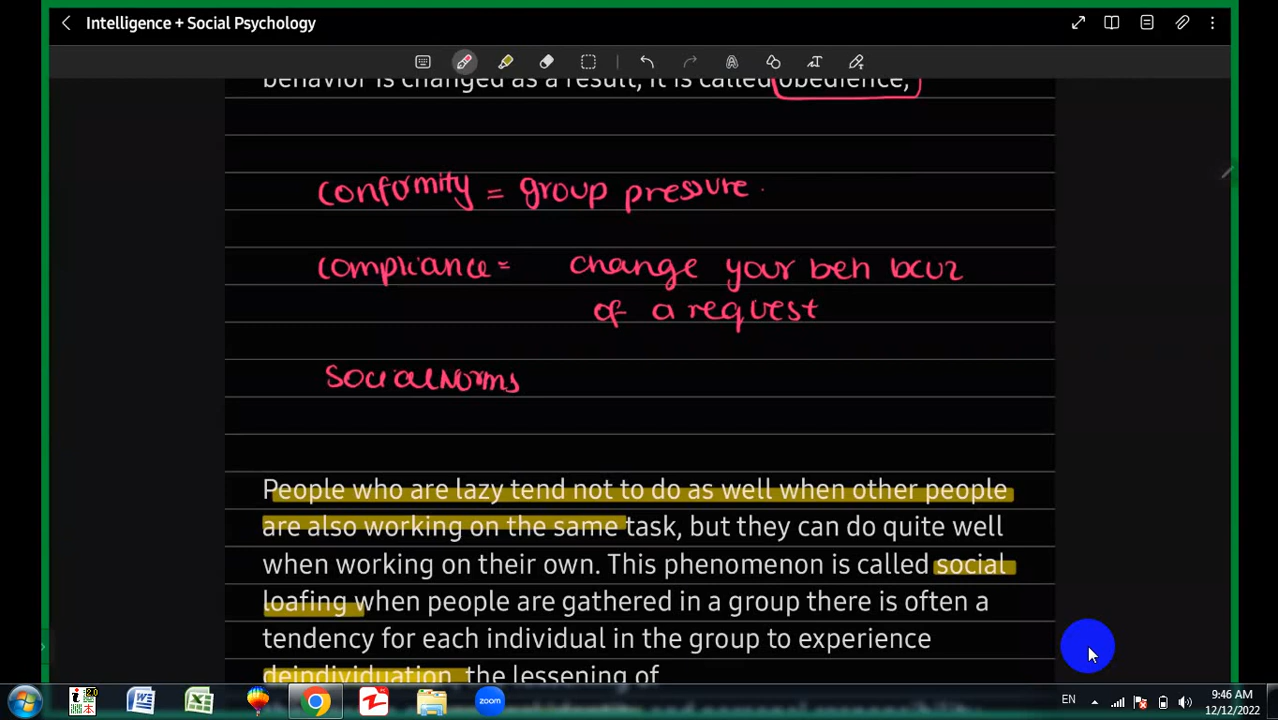 Intelligence + Social Psychology
behavior is changed as a result, it is called obedience,
Conformity = group pressure
Compliance = change your beh bcuz
of a request
Social Norms
People who are lazy tend not to do as well when other people
are also working on the same task, but they can do quite well
when working on their own. This phenomenon is called social
loafing when people are gathered in a group there is often a
tendency for each individual in the group to experience
deindividuation the lessening of
zoom
EN
9:46 AM
12/12/2022